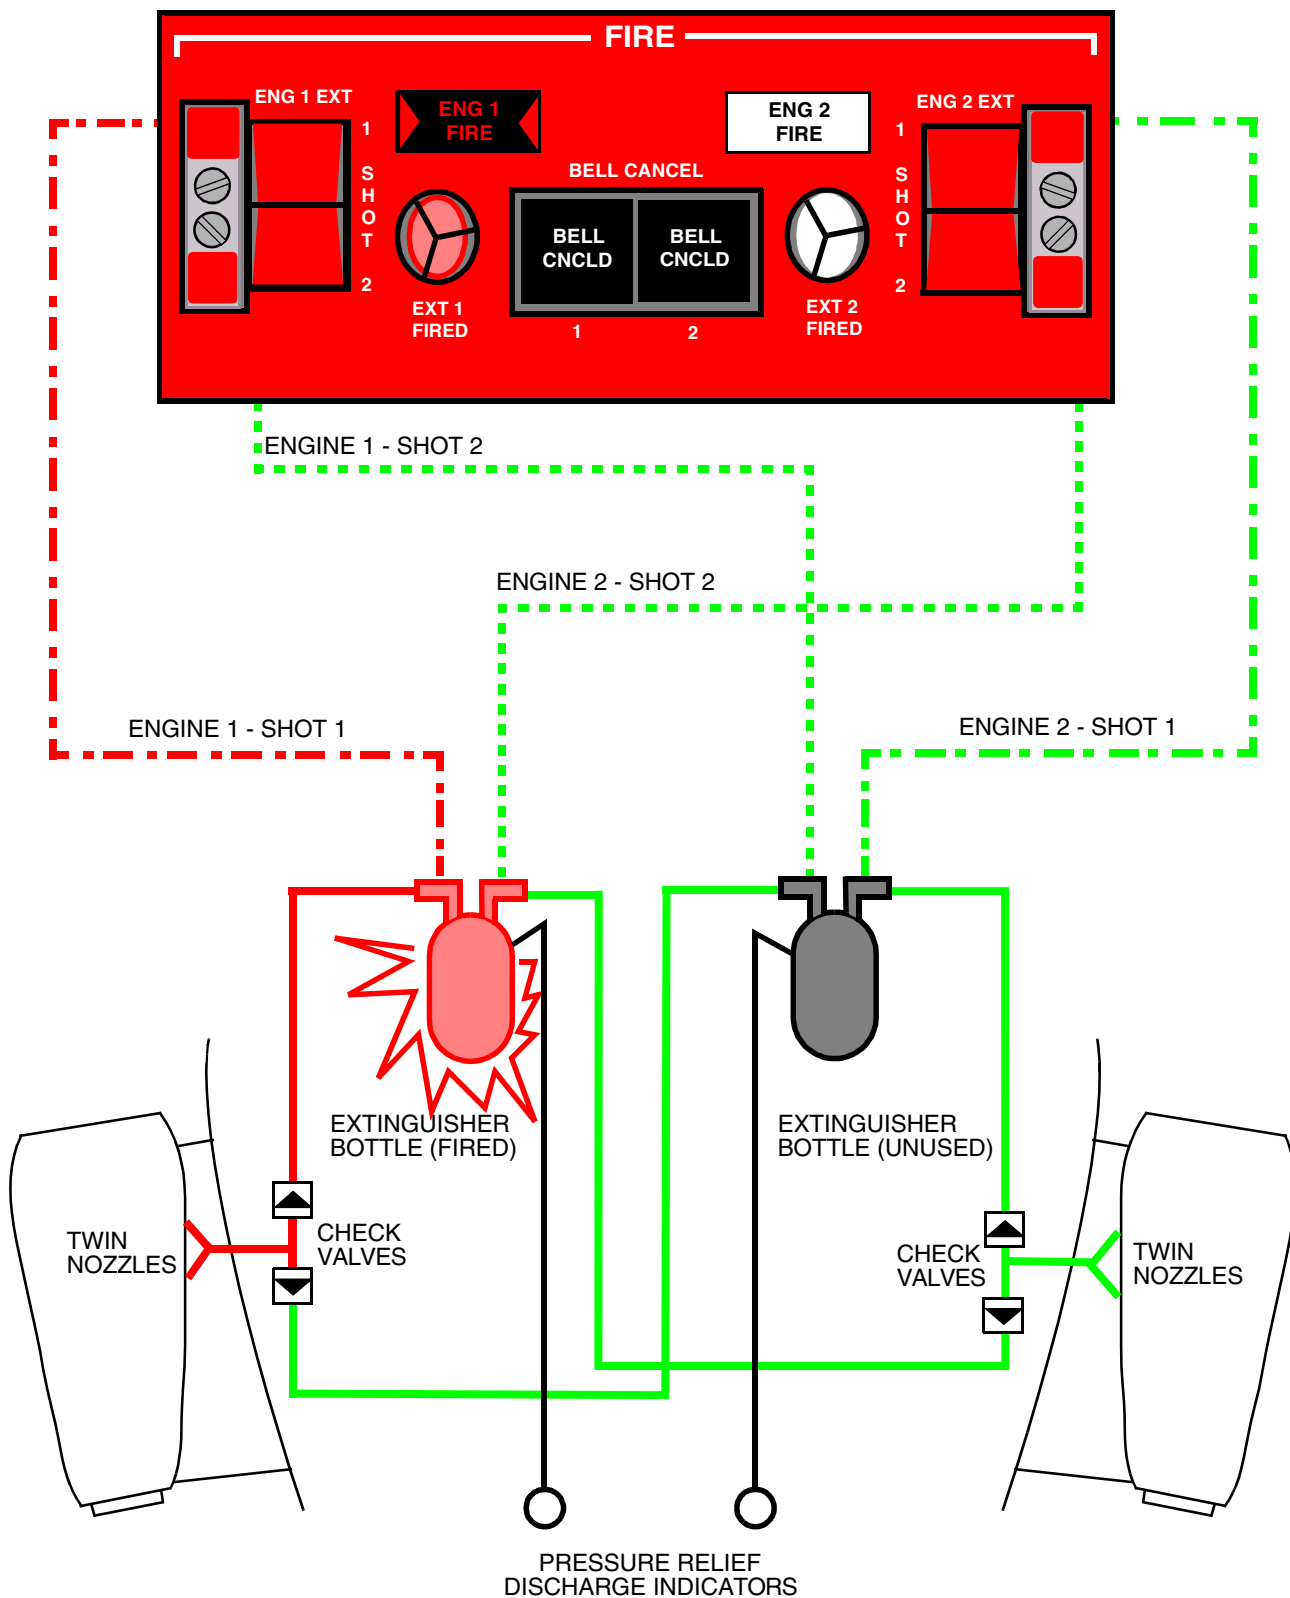 FIRE
ENG 1 EXT
1
SHOT
2
ENG 1
FIRE
EXT 1
FIRED
BELL CANCEL
BELL
CNCLD
BELL
CNCLD
1
2
ENG 2
FIRE
EXT 2
FIRED
ENG 2 EXT
1
SHOT
2
ENGINE 1 - SHOT 2
ENGINE 2 - SHOT 2
ENGINE 1 - SHOT 1
ENGINE 2 - SHOT 1
EXTINGUISHER
BOTTLE (FIRED)
EXTINGUISHER
BOTTLE (UNUSED)
TWIN
NOZZLES
CHECK
VALVES
CHECK
VALVES
TWIN
NOZZLES
PRESSURE RELIEF
DISCHARGE INDICATORS